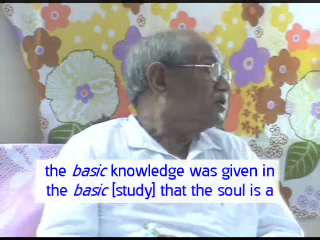 the basic knowledge was given in
the basic [study] that the soul is a